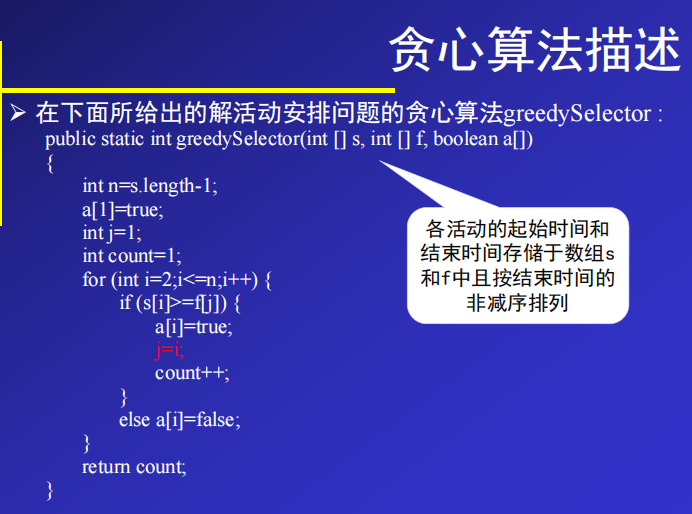 贪心算法描述
➢ 在下面所给出的解活动安排问题的贪心算法greedySelector :
public static int greedySelector(int [] s, int [] f, boolean a[])
{
int n=s.length-1;
a[1]=true;
int j=1;
int count=1;
for (int i=2;i<=n;i++) {
if (s[i]>=f[j]) {
a[i]=true;
j=i;
count++;
}
else a[i]=false;
}
return count;
}
各活动的起始时间和
结束时间存储于数组s
和f中且按结束时间的
非减序排列